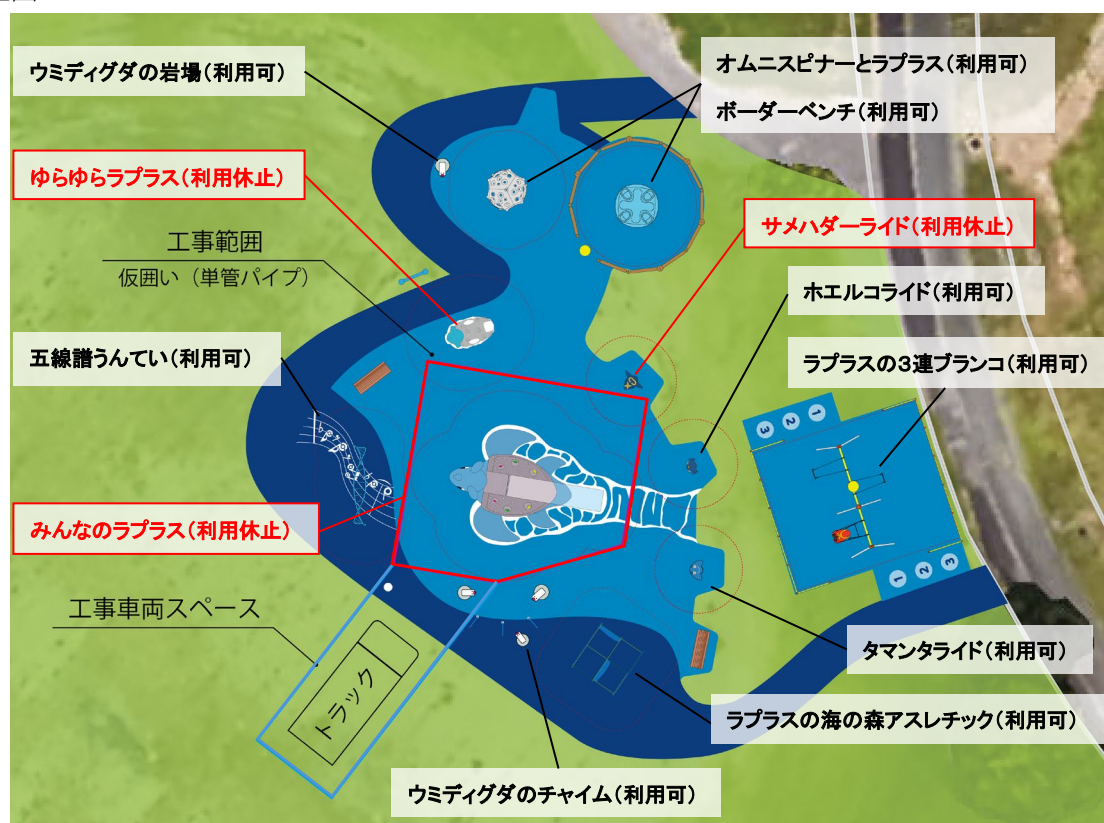 ウミディグダの岩場(利用可)
オムニスピナーとラプラス(利用可)
ボーダーベンチ(利用可)
ゆらゆらラプラス(利用休止)
サメハダーライド(利用休止)
工事範囲
仮囲い(単管パイプ)
ホエルコライド(利用可)
五線譜うんてい(利用可)
ラプラスの3連ブランコ(利用可)
1
2
3
みんなのラプラス(利用休止)
1
2
3
工事車両スペース
トラック
タマンタライド(利用可)
ラプラスの海の森アスレチック(利用可)
ウミディグダのチャイム(利用可)